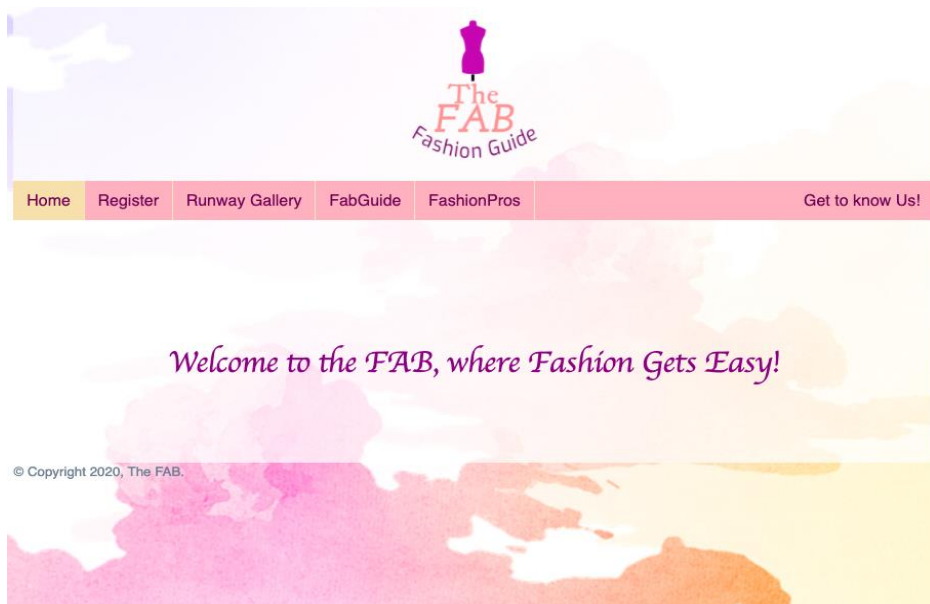 The
FAB
Fashion Guide
Home Register Runway Gallery FabGuide FashionPros Get to know Us!
Welcome to the FAB, where Fashion Gets Easy!
© Copyright 2020, The FAB.